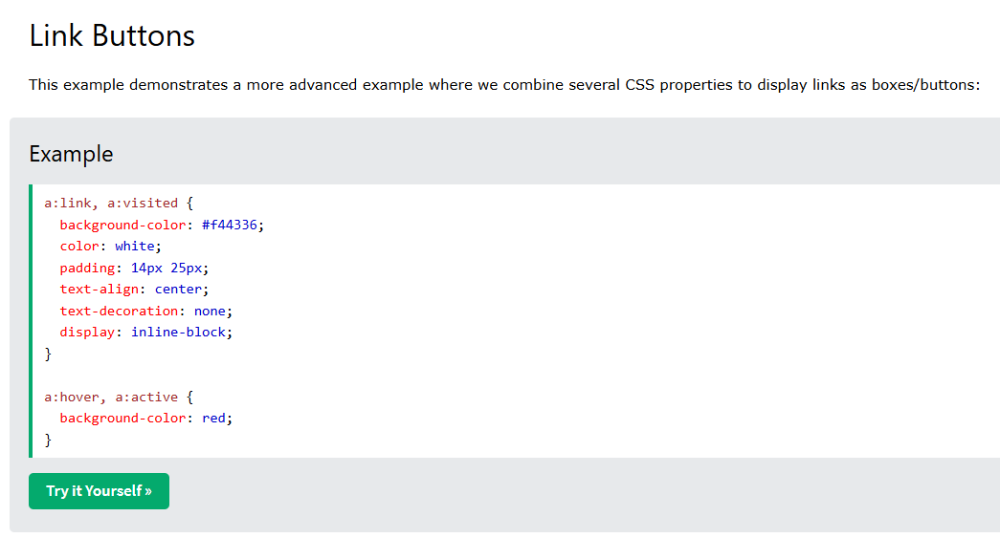 Link Buttons
This example demonstrates a more advanced example where we combine several CSS properties to display links as boxes/buttons:
Example
a:link, a:visited {
  background-color: #f44336;
  color: white;
  padding: 14px 25px;
  text-align: center;
  text-decoration: none;
  display: inline-block;
}

a:hover, a:active {
  background-color: red;
}
Try it Yourself »